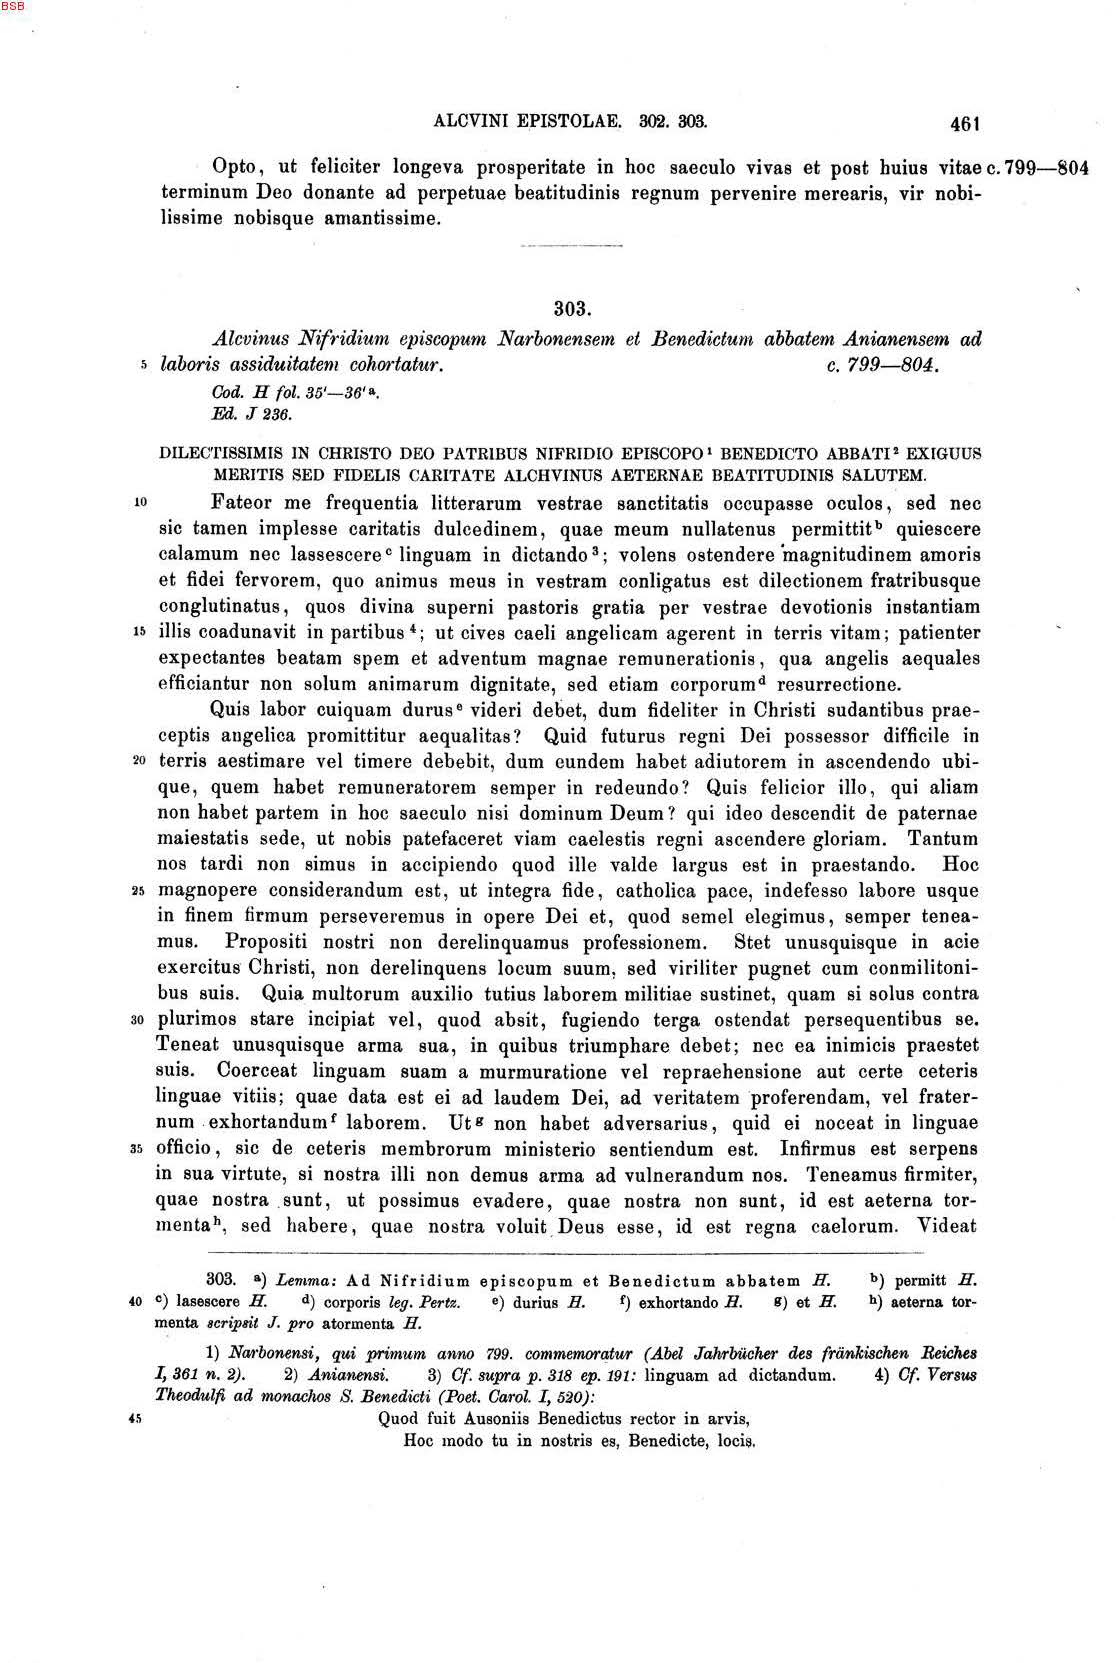 BSB
ALCVINI EPISTOLAE. 302. 303. 461
Opto, ut feliciter longeva prosperitate in hoc saeculo vivas et post huius vitae c. 799—804
terminum Deo donante ad perpetuae beatitudinis regnum pervenire merearis, vir nobi-
lissime nobisque amantissime.
303.
Alcvinus Nifridium episcopum Narbonensem et Benedictum abbatem Anianensem ad
5 laboris assiduitatem cohortatur. c. 799—804.
Cod. H fol. 35'—36' a.
Ed. J 236.
DILECTISSIMIS IN CHRISTO DEO PATRIBUS NIFRIDIO EPISCOPO 1 BENEDICTO ABBATI 2 EXIGUUS
MERITIS SED FIDELIS CARITATE ALCHVINUS AETERNAE BEATITUDINIS SALUTEM.
10 Fateor me frequentia litterarum vestrae sanctitatis occupasse oculos, sed nec
sic tamen implesse caritatis dulcedinem, quae meum nullatenus permittit b quiescere
calamum nec lassescere c linguam in dictando 3; volens ostendere magnitudinem amoris
et fidei fervorem, quo animus meus in vestram conligatus est dilectionem fratribusque
conglutinatus, quos divina superni pastoris gratia per vestrae devotionis instantiam
15 illis coadunavit in partibus 4; ut cives caeli angelicam agerent in terris vitam; patienter
expectantes beatam spem et adventum magnae remunerationis, qua angelis aequales
efficiantur non solum animarum dignitate, sed etiam corporum d resurrectione.
Quis labor cuiquam durus e videri debet, dum fideliter in Christi sudantibus prae-
ceptis angelica promittitur aequalitas? Quid futurus regni Dei possessor difficile in
20 terris aestimare vel timere debebit, dum eundem habet adiutorem in ascendendo ubi-
que, quem habet remuneratorem semper in redeundo? Quis felicior illo, qui aliam
non habet partem in hoc saeculo nisi dominum Deum? qui ideo descendit de paternae
maiestatis sede, ut nobis patefaceret viam caelestis regni ascendere gloriam. Tantum
nos tardi non simus in accipiendo quod ille valde largus est in praestando. Hoc
25 magnopere considerandum est, ut integra fide, catholica pace, indefesso labore usque
in finem firmum perseveremus in opere Dei et, quod semel elegimus, semper tenea-
mus. Propositi nostri non derelinquamus professionem. Stet unusquisque in acie
exercitus Christi, non derelinquens locum suum, sed viriliter pugnet cum conmilitoni-
bus suis. Quia multorum auxilio tutius laborem militiae sustinet, quam si solus contra
30 plurimos stare incipiat vel, quod absit, fugiendo terga ostendat persequentibus se.
Teneat unusquisque arma sua, in quibus triumphare debet; nec ea inimicis praestet
suis. Coerceat linguam suam a murmuratione vel repraehensione aut certe ceteris
linguae vitiis; quae data est ei ad laudem Dei, ad veritatem proferendam, vel frater-
num exhortandum f laborem. Ut g non habet adversarius, quid ei noceat in linguae
35 officio, sic de ceteris membrorum ministerio sentiendum est. Infirmus est serpens
in sua virtute, si nostra illi non demus arma ad vulnerandum nos. Teneamus firmiter,
quae nostra sunt, ut possimus evadere, quae nostra non sunt, id est aeterna tor-
menta h, sed habere, quae nostra voluit Deus esse, id est regna caelorum. Videat
303. a) Lemma: Ad Nifridium episcopum et Benedictum abbatem H. b) permitt H.
40 c) lasescere H. d) corporis leg. Pertz. e) durius H. f) exhortando H. g) et H. h) aeterna tor-
menta scripsit J. pro atormenta H.
1) Narbonensi, qui primum anno 799. commemoratur (Abel Jahrbücher des fränkischen Reiches
I, 361 n. 2). 2) Anianensi. 3) Cf. supra p. 318 ep. 191: linguam ad dictandum. 4) Cf. Versus
Theodulfi ad monachos S. Benedicti (Poet. Carol. I, 520):
45 Quod fuit Ausoniis Benedictus rector in arvis,
Hoc modo tu in nostris es, Benedicte, locis.